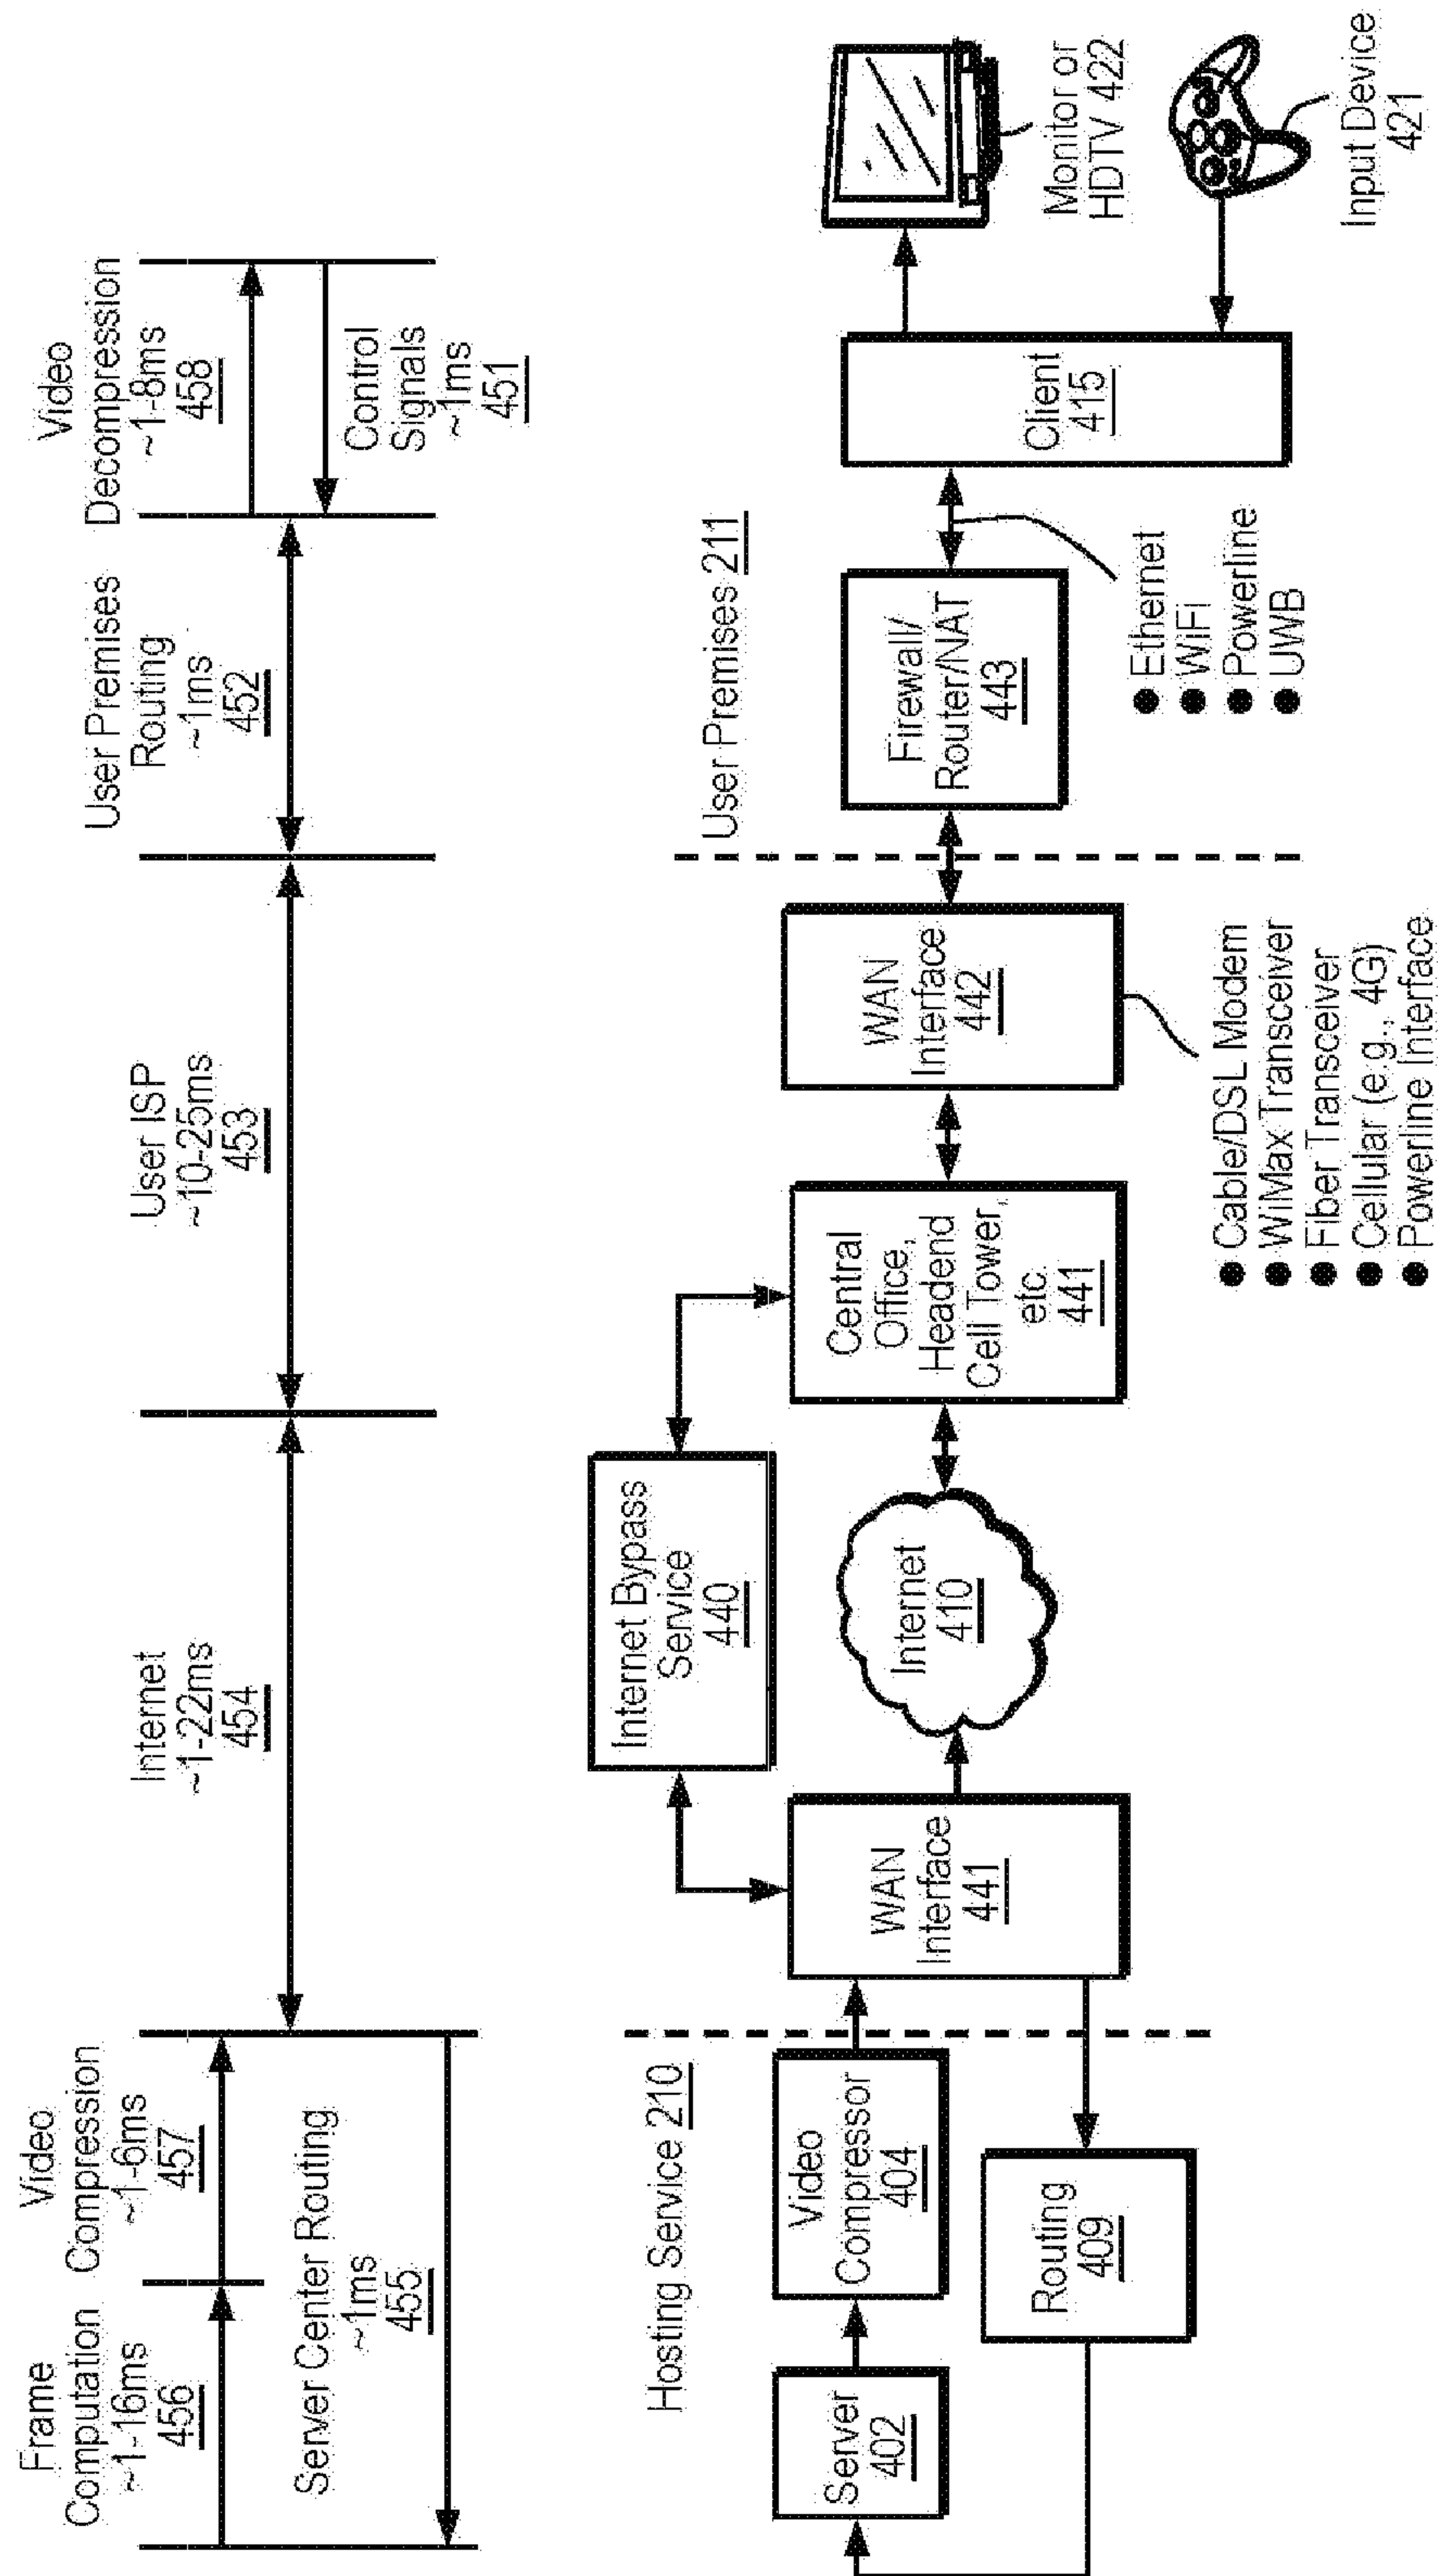 Frame
Computation
~1-16ms
456
Video
Compression
~1-6ms
457
Server Center Routing
~1ms
455
Internet
~1-22ms
454
User ISP
~10-25ms
453
User Premises
Routing
~1ms
452
Video
Decompression
~1-8ms
458
Control
Signals
~1ms
451
Hosting Service 210
Server
402
Video
Compressor
404
Routing
409
WAN
Interface
441
Internet Bypass
Service
440
Internet
410
Central
Office,
Headend
Cell Tower,
etc.
441
WAN
Interface
442
● Cable/DSL Modem
● WiMax Transceiver
● Fiber Transceiver
● Cellular (e.g., 4G)
● Powerline Interface
User Premises 211
Firewall/
Router/NAT
443
● Ethernet
● WiFi
● Powerline
● UWB
Client
415
Monitor or
HDTV 422
Input Device
421